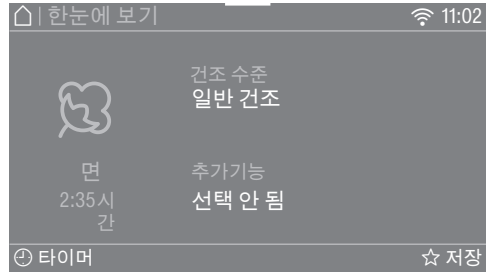 한눈에 보기
11:02
건조 수준
일반 건조
면
2:35시
간
추가기능
선택 안 됨
타이머
저장